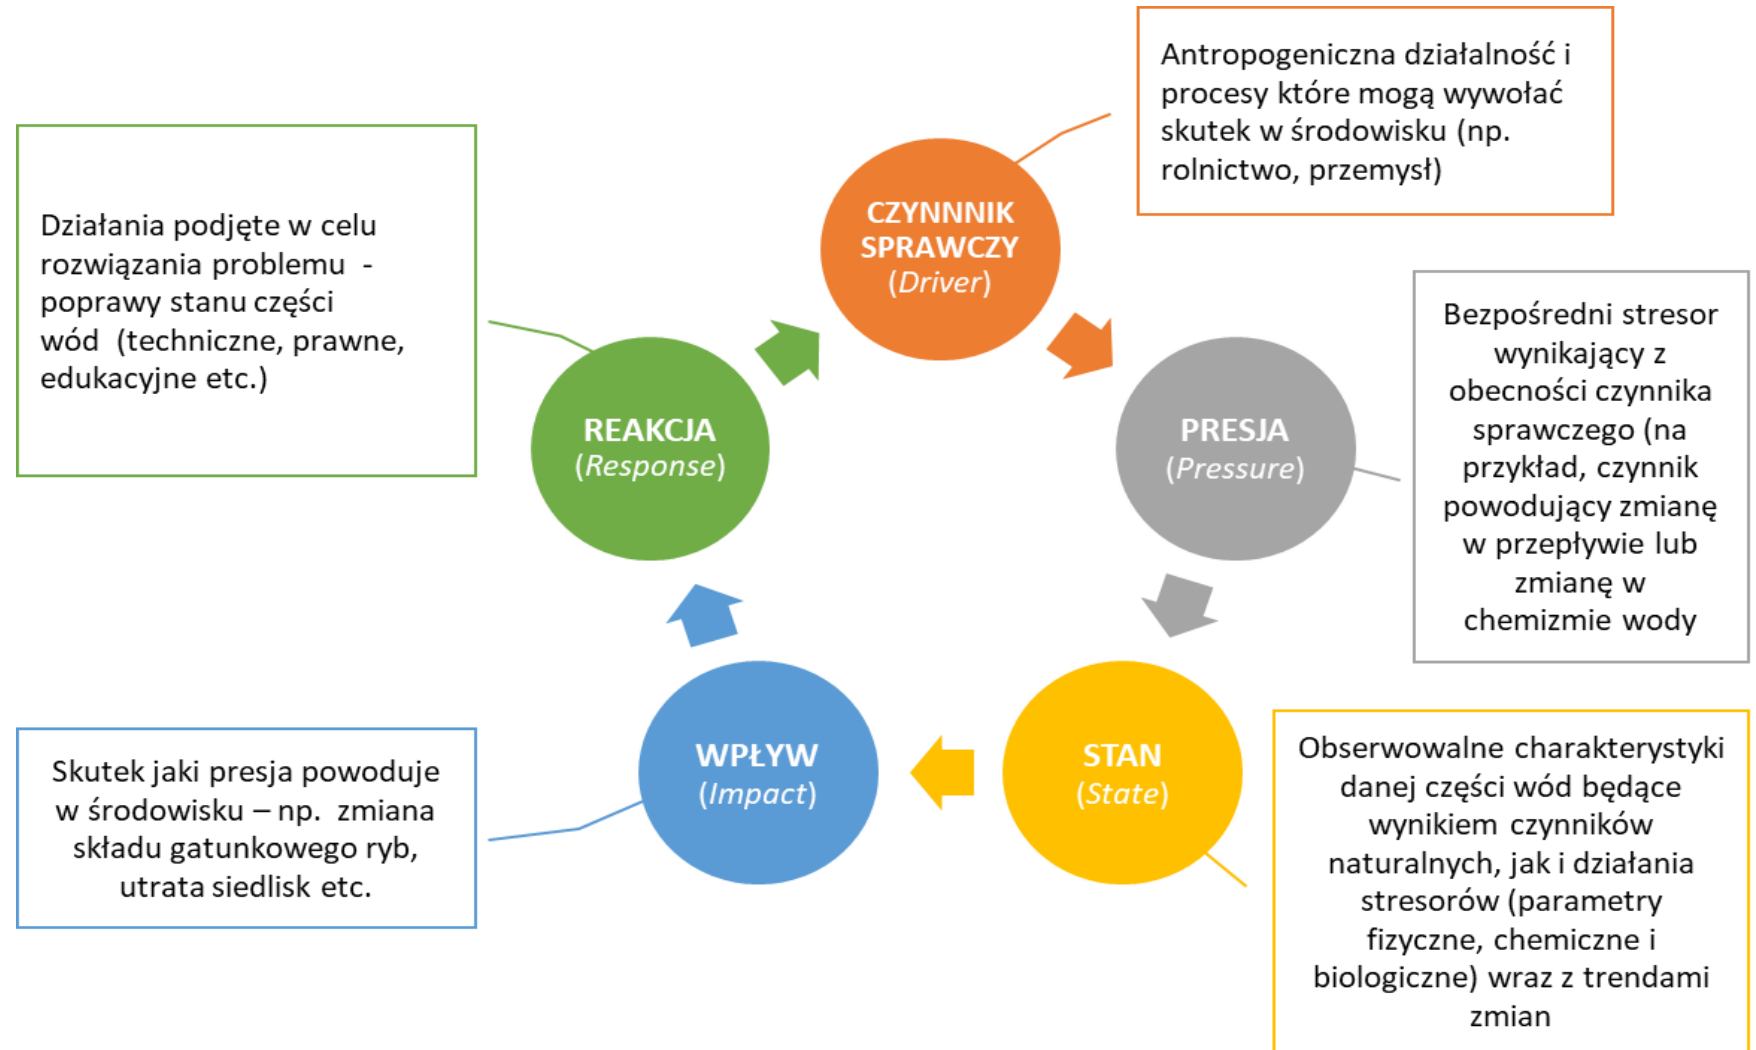 Antropogeniczna działalność i
procesy które mogą wywołać
skutek w środowisku (np.
rolnictwo, przemysł)
CZYNNNIK
SPRAWCZY
(Driver)
Bezpośredni stresor
wynikający z
obecności czynnika
sprawczego (na
przykład, czynnik
powodujący zmianę
w przepływie lub
zmianę w
chemizmie wody
PRESJA
(Pressure)
Obserwowalne charakterystyki
danej części wód będące
wynikiem czynników
naturalnych, jak i działania
stresorów (parametry
fizyczne, chemiczne i
biologiczne) wraz z trendami
zmian
STAN
(State)
WPŁYW
(Impact)
Skutek jaki presja powoduje
w środowisku – np.  zmiana
składu gatunkowego ryb,
utrata siedlisk etc.
REAKCJA
(Response)
Działania podjęte w celu
rozwiązania problemu  -
poprawy stanu części
wód  (techniczne, prawne,
edukacyjne etc.)